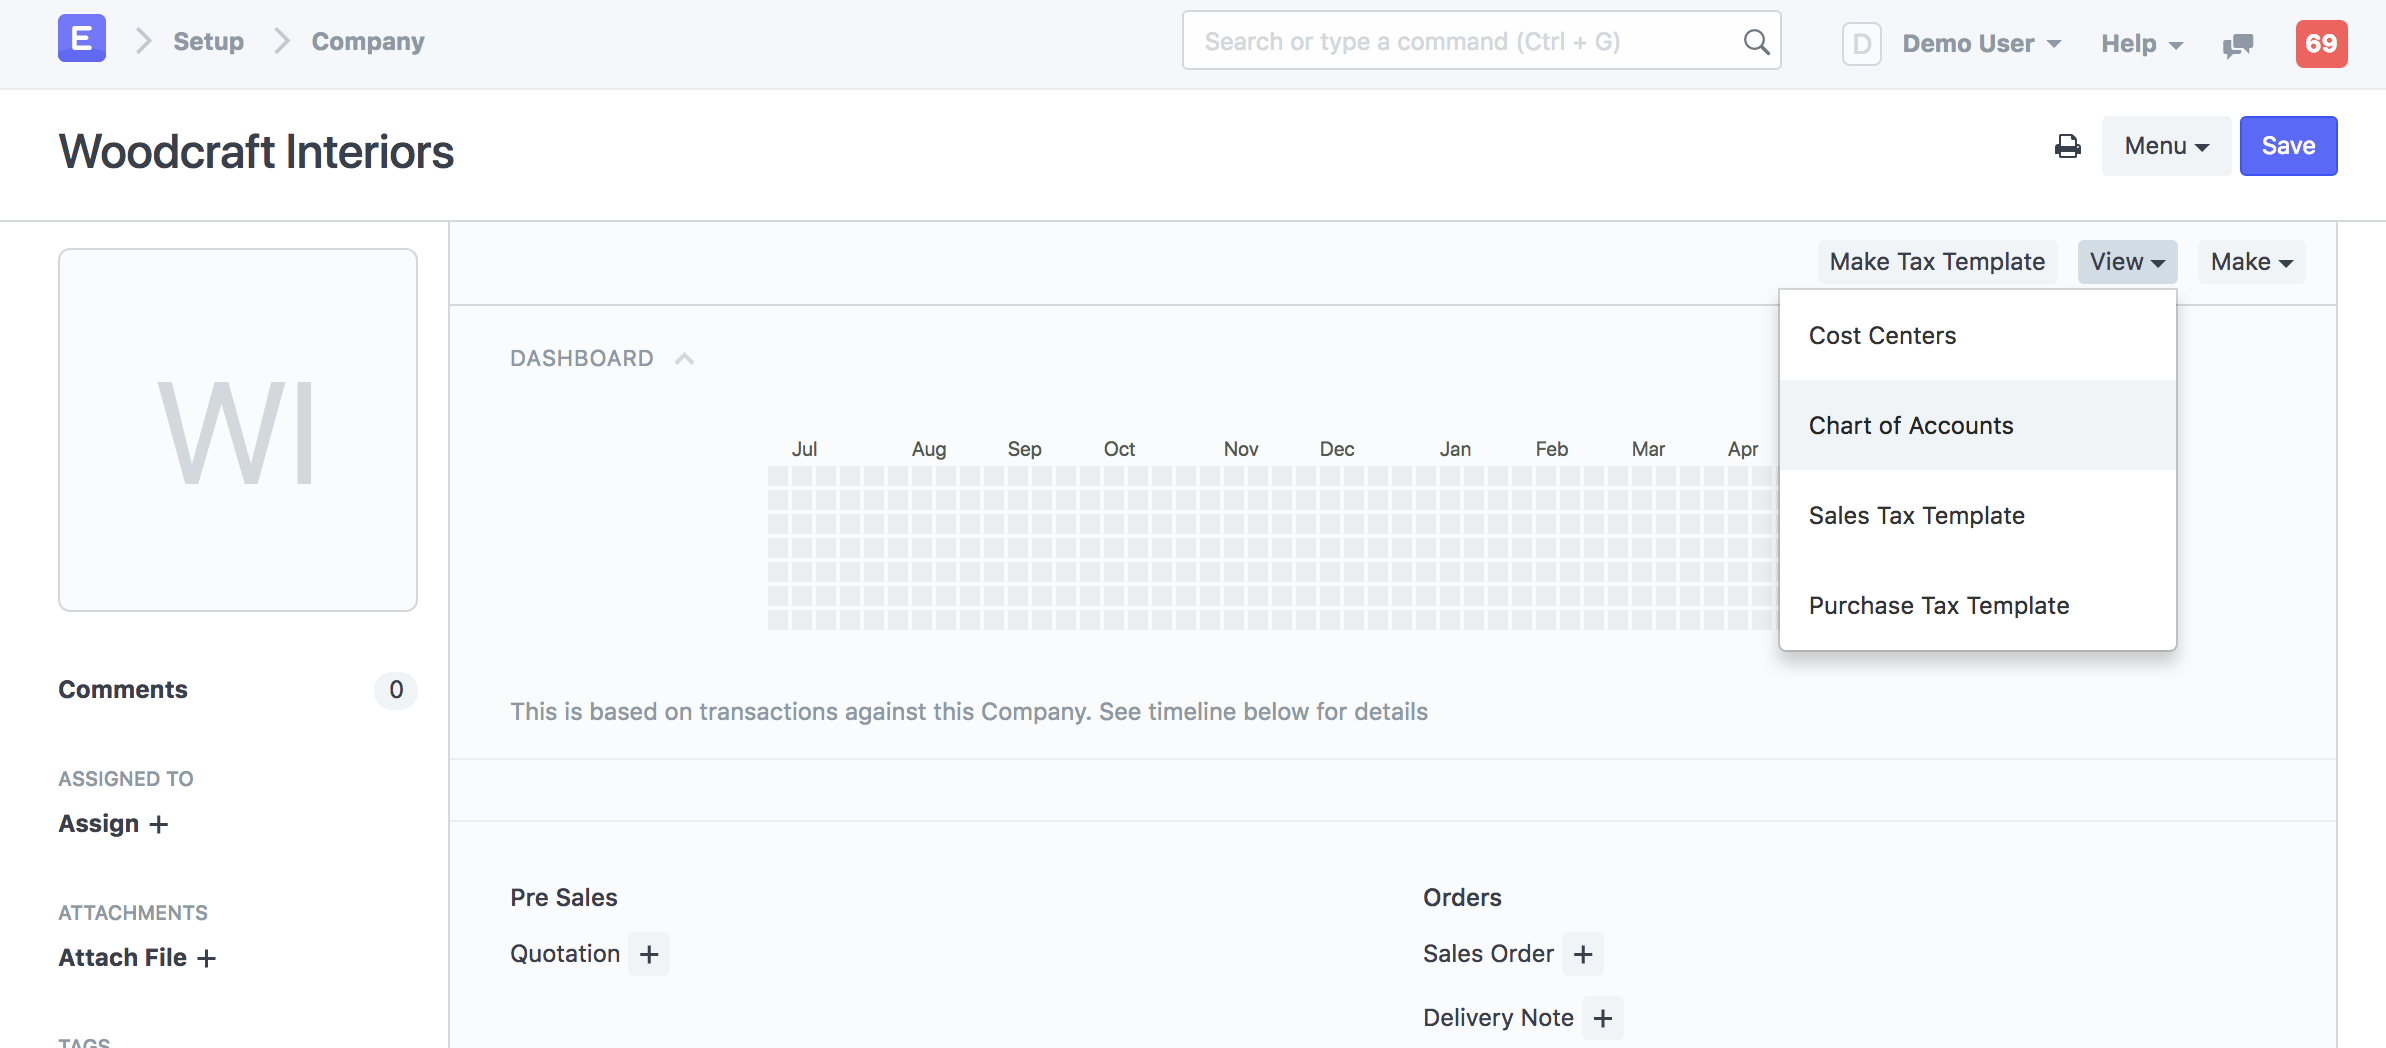 E Setup Company Search or type a command (Ctrl + G) D Demo User Help 69
Woodcraft Interiors Menu Save
Make Tax Template View Make
WI
Cost Centers
Chart of Accounts
Sales Tax Template
Purchase Tax Template
DASHBOARD
Jul Aug Sep Oct Nov Dec Jan Feb Mar Apr
This is based on transactions against this Company. See timeline below for details
Comments 0
ASSIGNED TO
Assign +
ATTACHMENTS
Attach File +
TAGS
Pre Sales
Quotation +
Orders
Sales Order +
Delivery Note +